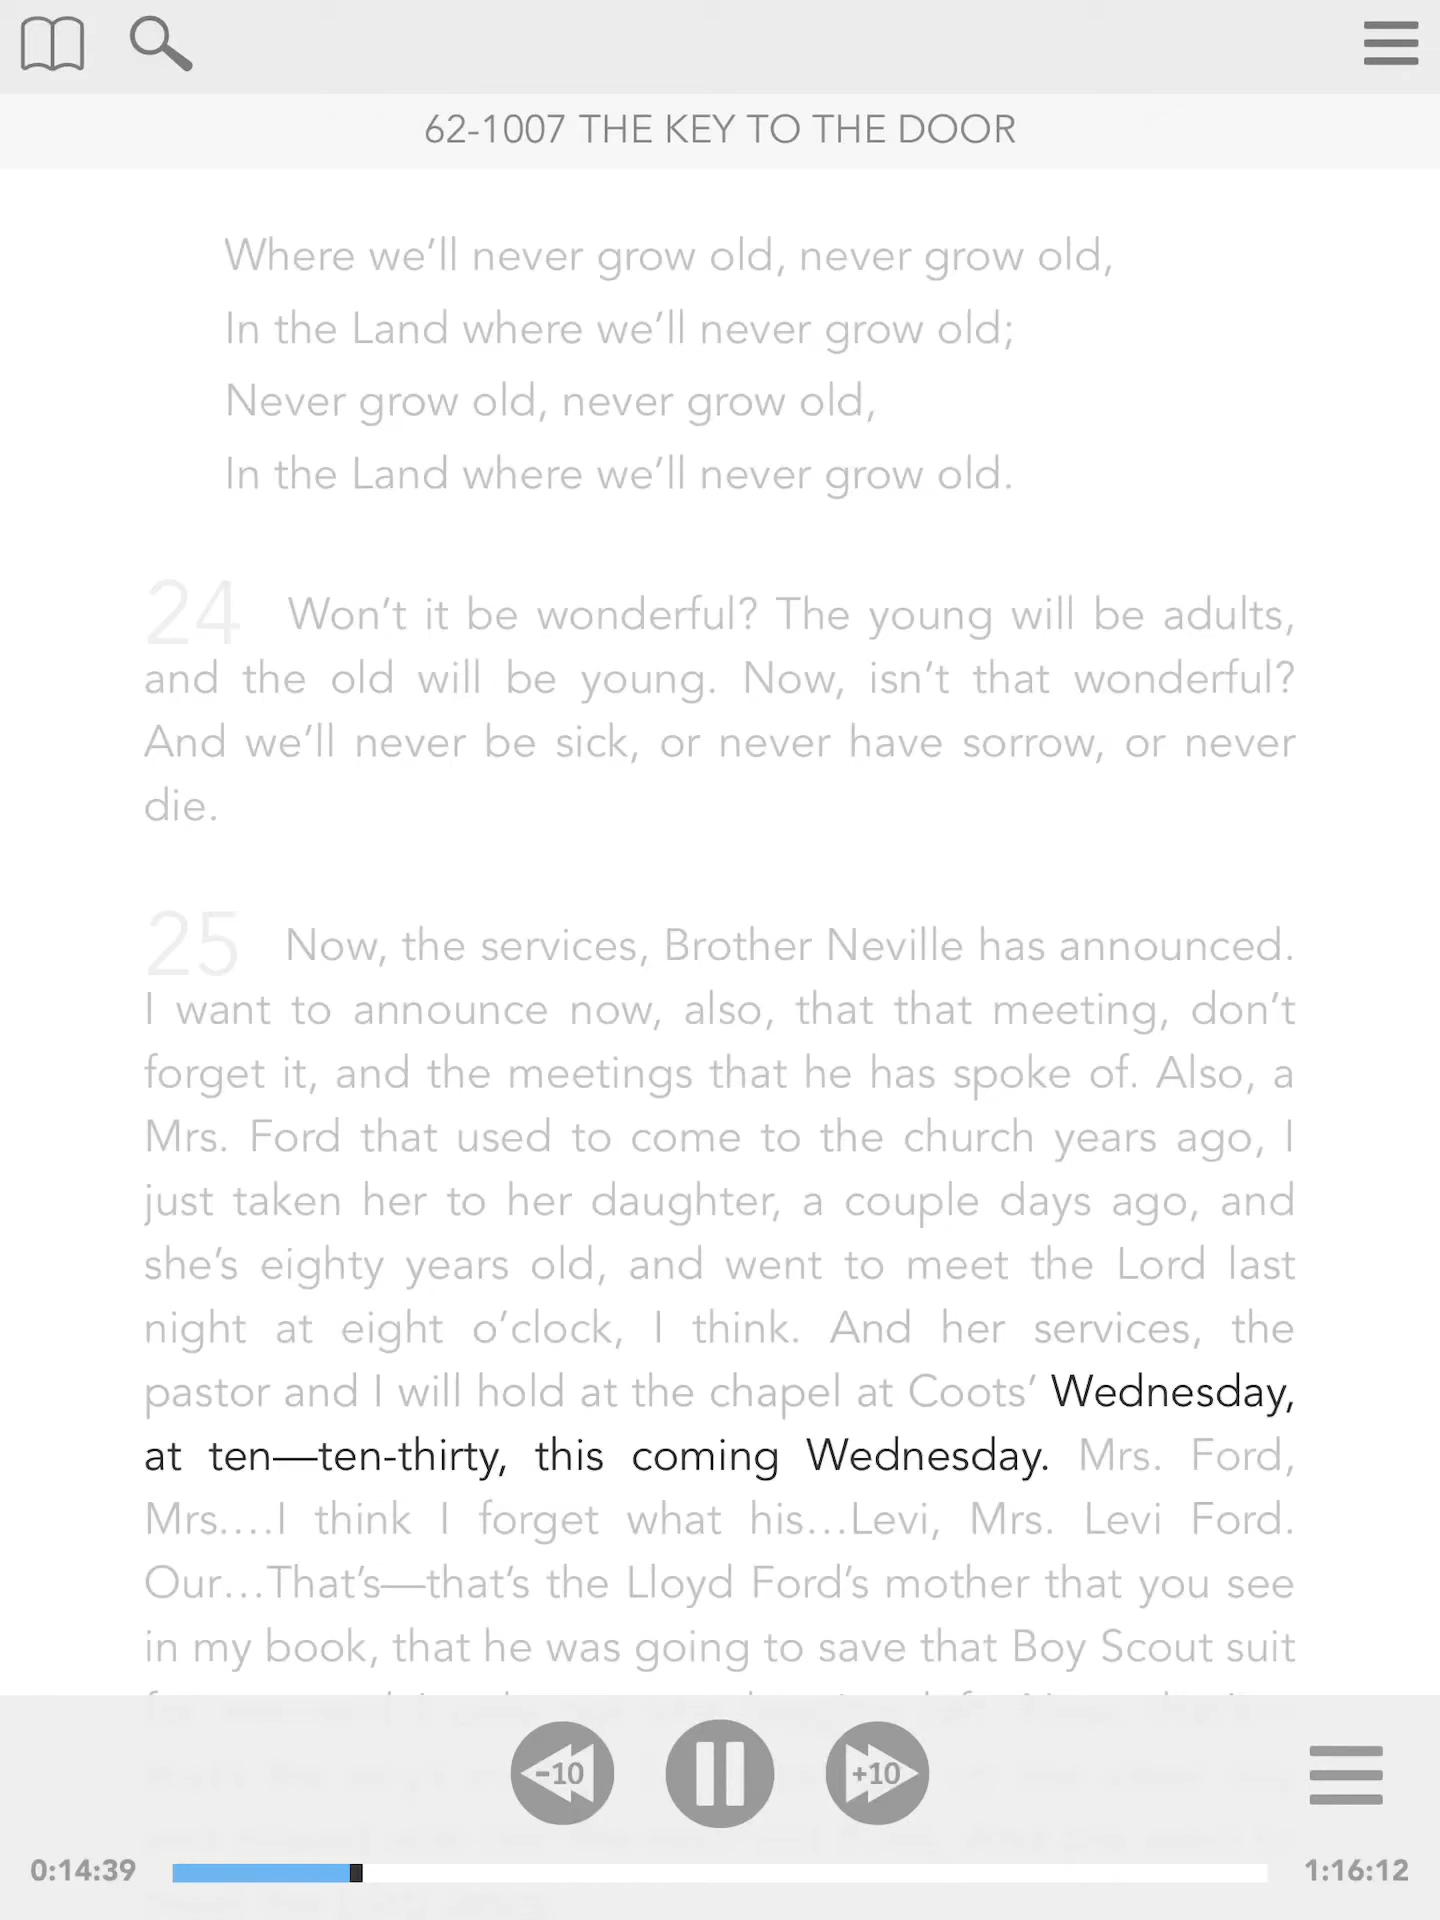 62-1007 THE KEY TO THE DOOR
Where we’ll never grow old, never grow old,
In the Land where we’ll never grow old;
Never grow old, never grow old,
In the Land where we’ll never grow old.
24 Won’t it be wonderful? The young will be adults,
and the old will be young. Now, isn’t that wonderful?
And we’ll never be sick, or never have sorrow, or never
die.
25 Now, the services, Brother Neville has announced.
I want to announce now, also, that that meeting, don’t
forget it, and the meetings that he has spoke of. Also, a
Mrs. Ford that used to come to the church years ago, I
just taken her to her daughter, a couple days ago, and
she’s eighty years old, and went to meet the Lord last
night at eight o’clock, I think. And her services, the
pastor and I will hold at the chapel at Coots’ Wednesday,
at ten—ten-thirty, this coming Wednesday. Mrs. Ford,
Mrs.…I think I forget what his…Levi, Mrs. Levi Ford.
Our…That’s—that’s the Lloyd Ford’s mother that you see
in my book, that he was going to save that Boy Scout suit
-10 +10
0:14:39 1:16:12